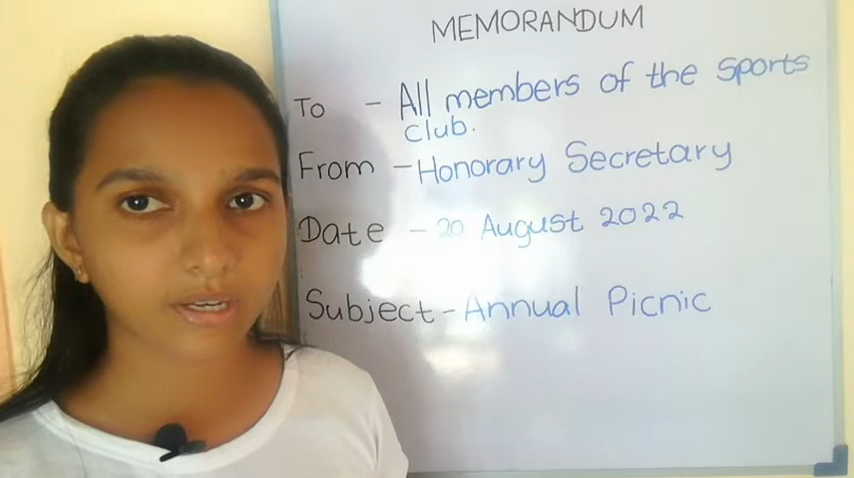 MEMORANDUM
To - All members of the sports
club.
From - Honorary Secretary
Date - 20 August 2022
Subject - Annual Picnic